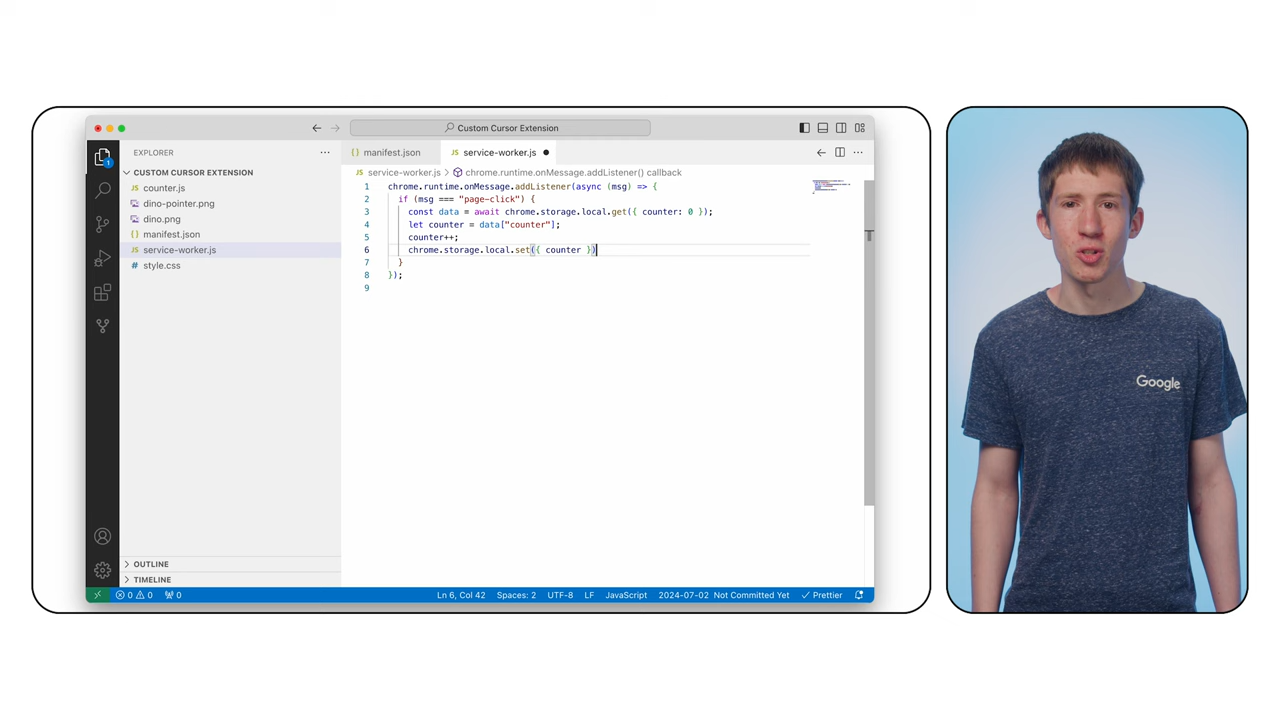 Custom Cursor Extension
EXPLORER
CUSTOM CURSOR EXTENSION
counter.js
dino-pointer.png
dino.png
manifest.json
service-worker.js
style.css
OUTLINE
TIMELINE
manifest.json
service-worker.js
service-worker.js > chrome.runtime.onMessage.addListener() callback
1 chrome.runtime.onMessage.addListener(async (msg) => {
2 if (msg === "page-click") {
3 const data = await chrome.storage.local.get({ counter: 0 });
4 let counter = data["counter"];
5 counter++;
6 chrome.storage.local.set({ counter })
7 }
8 });
9
0 0 0 Ln 6, Col 42 Spaces: 2 UTF-8 LF JavaScript 2024-07-02 Not Committed Yet Prettier
1
Google